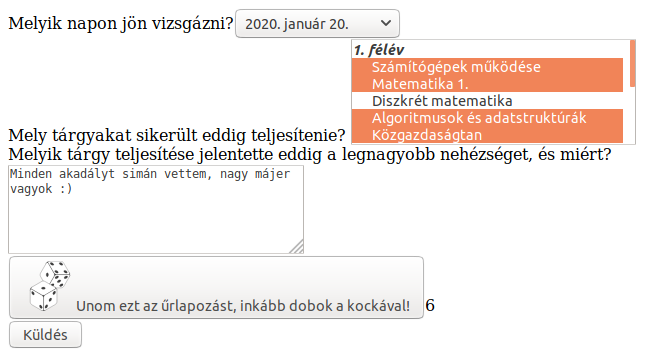 Melyik napon jön vizsgázni? 2020. január 20.
1. félév
Számítógépek működése
Matematika 1.
Diszkrét matematika
Algoritmusok és adatstruktúrák
Mely tárgyakat sikerült eddig teljesítenie? Közgazdaságtan
Melyik tárgy teljesítése jelentette eddig a legnagyobb nehézséget, és miért?
Minden akadályt simán vettem, nagy májer
vagyok :)
Unom ezt az űrlapozást, inkább dobok a kockával! 6
Küldés